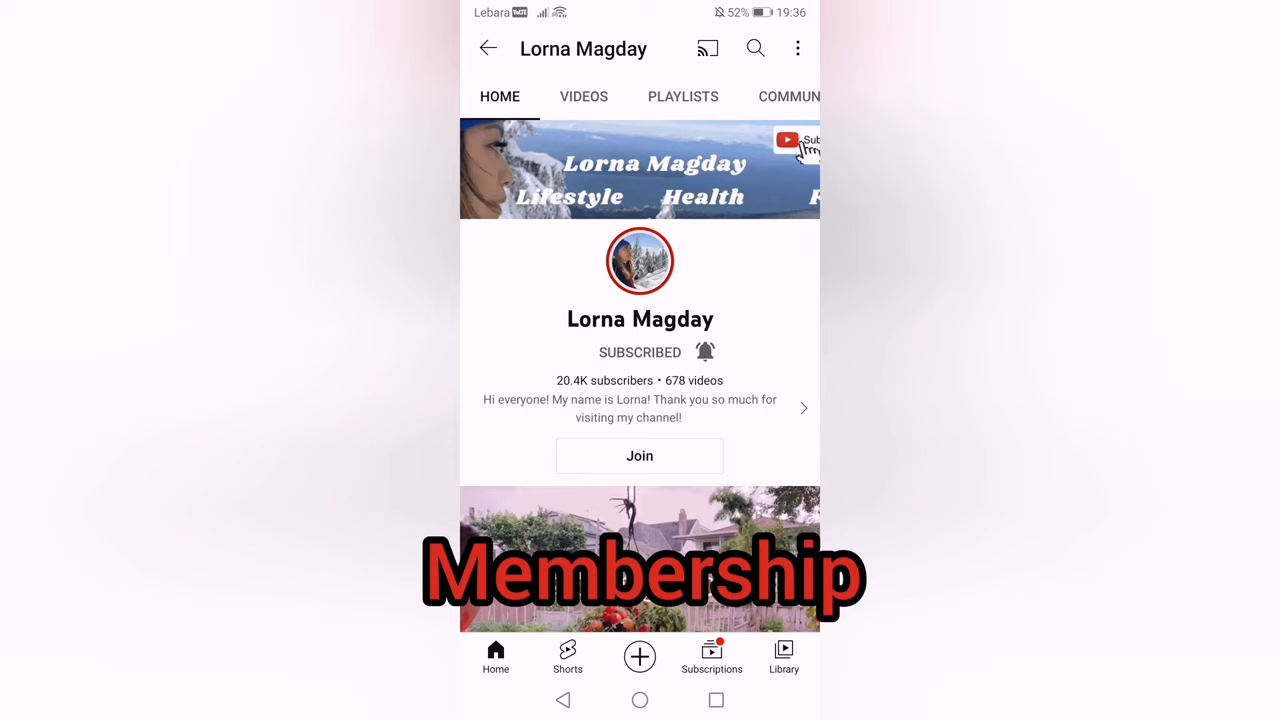 Lebara VoLTE 52% 19:36
Lorna Magday
HOME VIDEOS PLAYLISTS COMMUN
Sub
Lorna Magday
Lifestyle Health
Lorna Magday
SUBSCRIBED
20.4K subscribers • 678 videos
Hi everyone! My name is Lorna! Thank you so much for
visiting my channel!
Join
Membership
Home Shorts Subscriptions Library